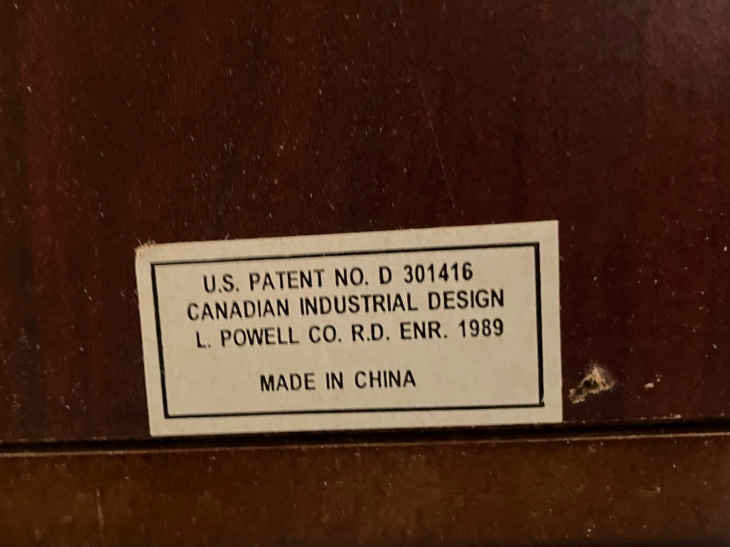 U.S. PATENT NO. D 301416
CANADIAN INDUSTRIAL DESIGN
L. POWELL CO. R.D. ENR. 1989
MADE IN CHINA